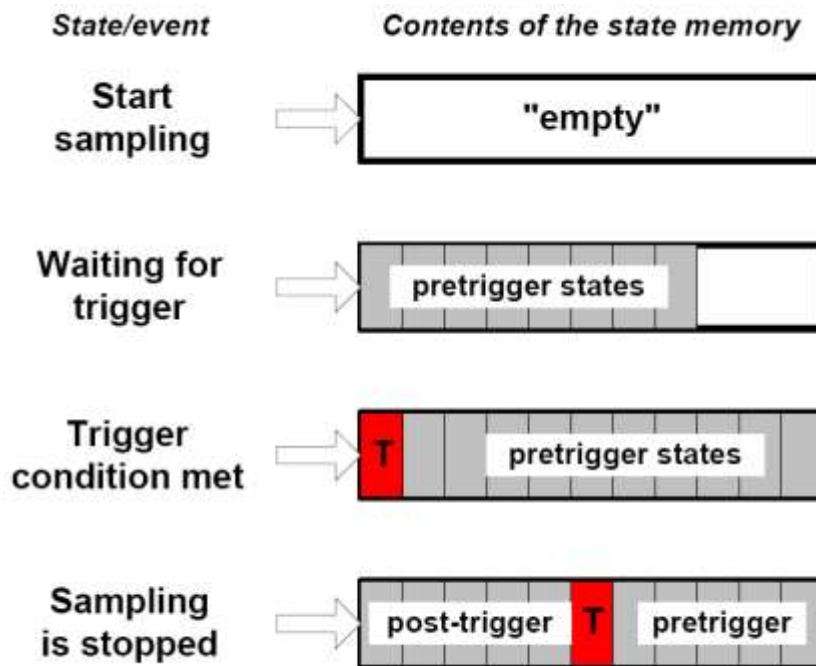 State/event
Contents of the state memory
Start
sampling
"empty"
Waiting for
trigger
pretrigger states
Trigger
condition met
T
pretrigger states
Sampling
is stopped
post-trigger
T
pretrigger